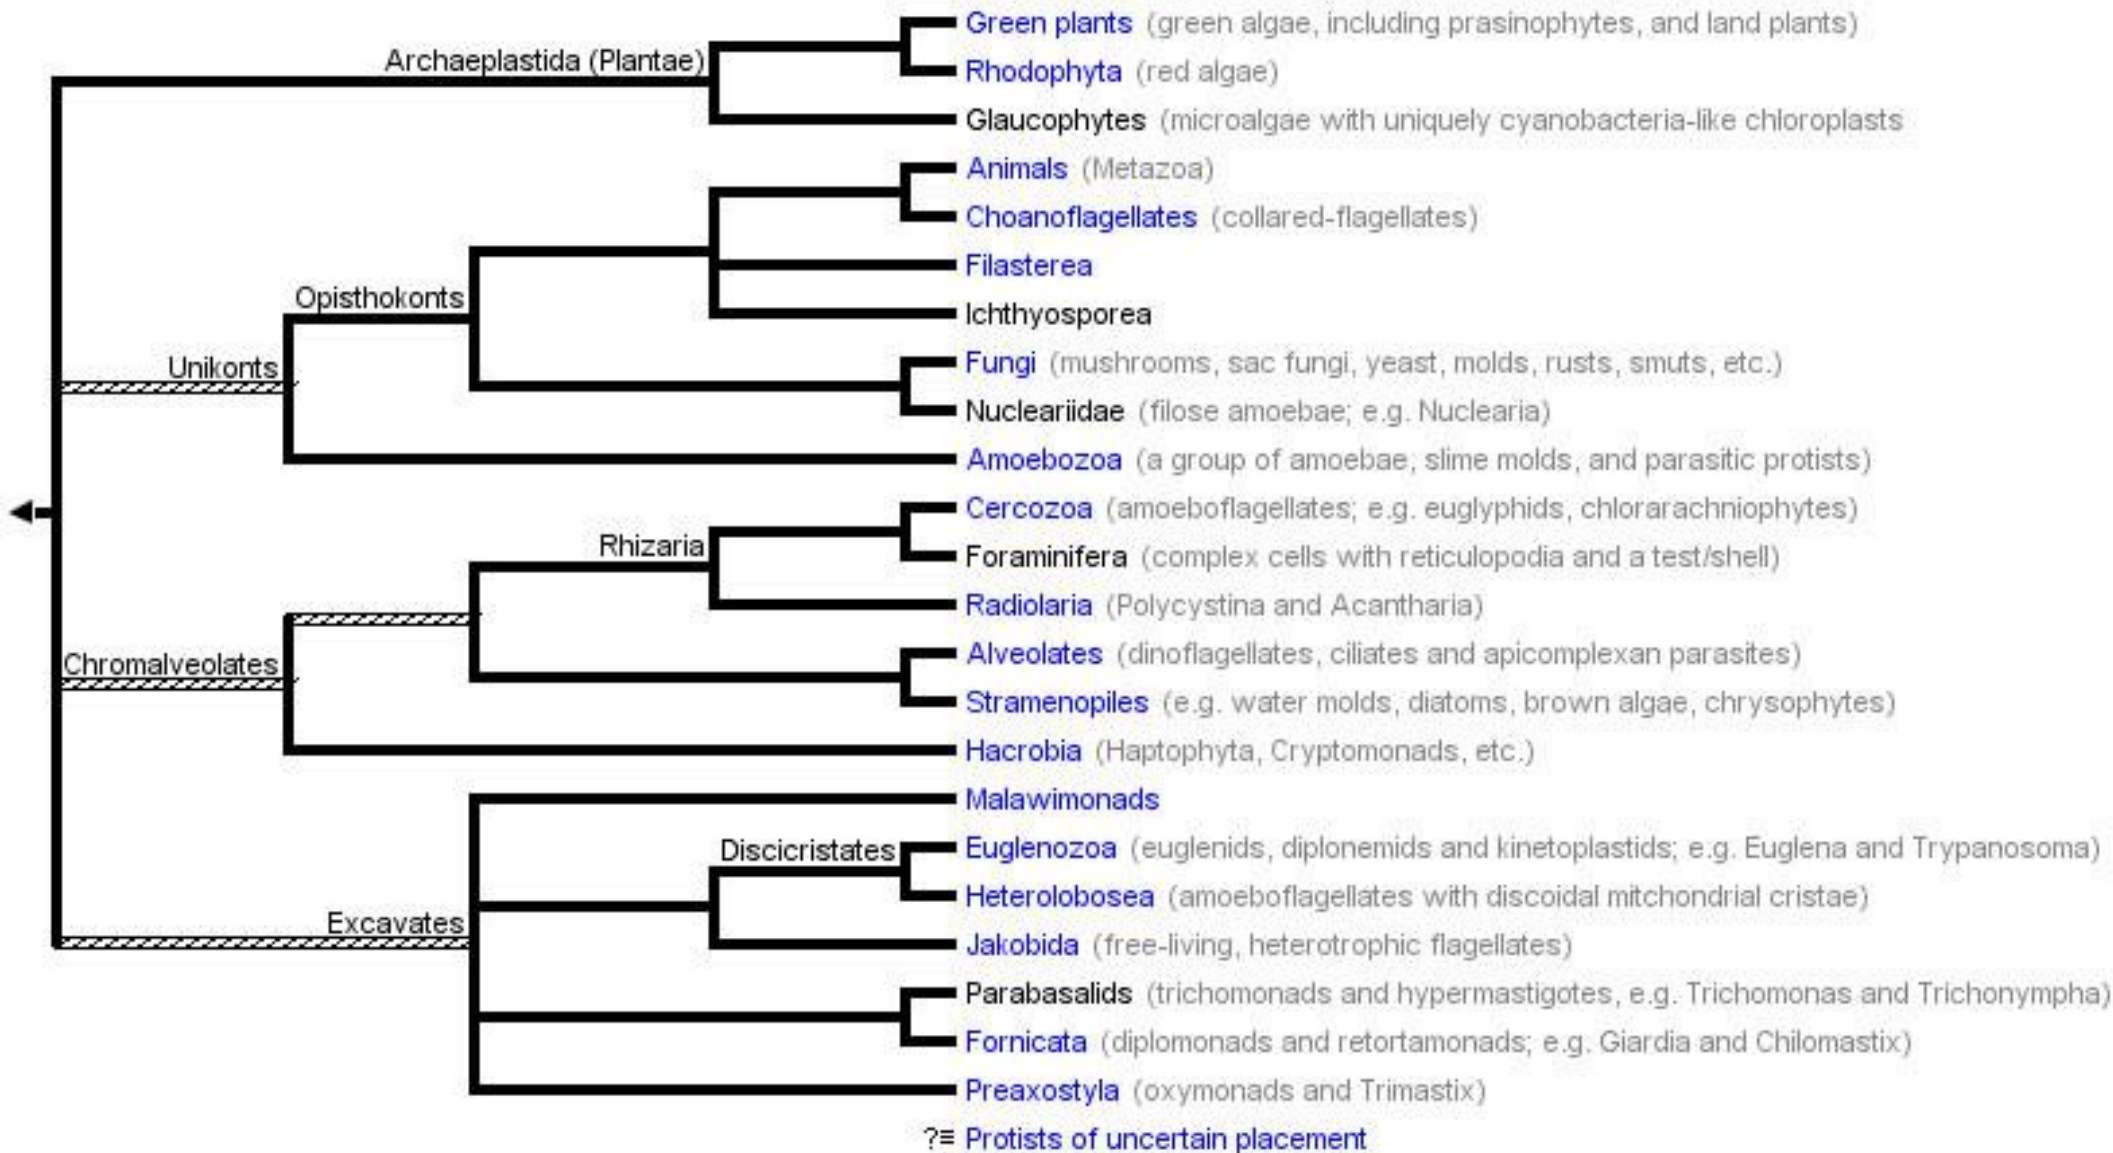 Green plants (green algae, including prasinophytes, and land plants)
Archaeplastida (Plantae)
Rhodophyta (red algae)
Glaucophytes (microalgae with uniquely cyanobacteria-like chloroplasts
Animals (Metazoa)
Choanoflagellates (collared-flagellates)
Filasterea
Opisthokonts
Ichthyosporea
Unikonts
Fungi (mushrooms, sac fungi, yeast, molds, rusts, smuts, etc.)
Nucleariidae (filose amoebae; e.g. Nuclearia)
Amoebozoa (a group of amoebae, slime molds, and parasitic protists)
Cercozoa (amoeboflagellates; e.g. euglyphids, chlorarachniophytes)
Rhizaria
Foraminifera (complex cells with reticulopodia and a test/shell)
Radiolaria (Polycystina and Acantharia)
Alveolates (dinoflagellates, ciliates and apicomplexan parasites)
Chromalveolates
Stramenopiles (e.g. water molds, diatoms, brown algae, chrysophytes)
Hacrobia (Haptophyta, Cryptomonads, etc.)
Malawimonads
Discicristates
Euglenozoa (euglenids, diplonemids and kinetoplastids; e.g. Euglena and Trypanosoma)
Heterolobosea (amoeboflagellates with discoidal mitchondrial cristae)
Excavates
Jakobida (free-living, heterotrophic flagellates)
Parabasalids (trichomonads and hypermastigotes, e.g. Trichomonas and Trichonympha)
Fornicata (diplomonads and retortamonads; e.g. Giardia and Chilomastix)
Preaxostyla (oxymonads and Trimastix)
?≡ Protists of uncertain placement